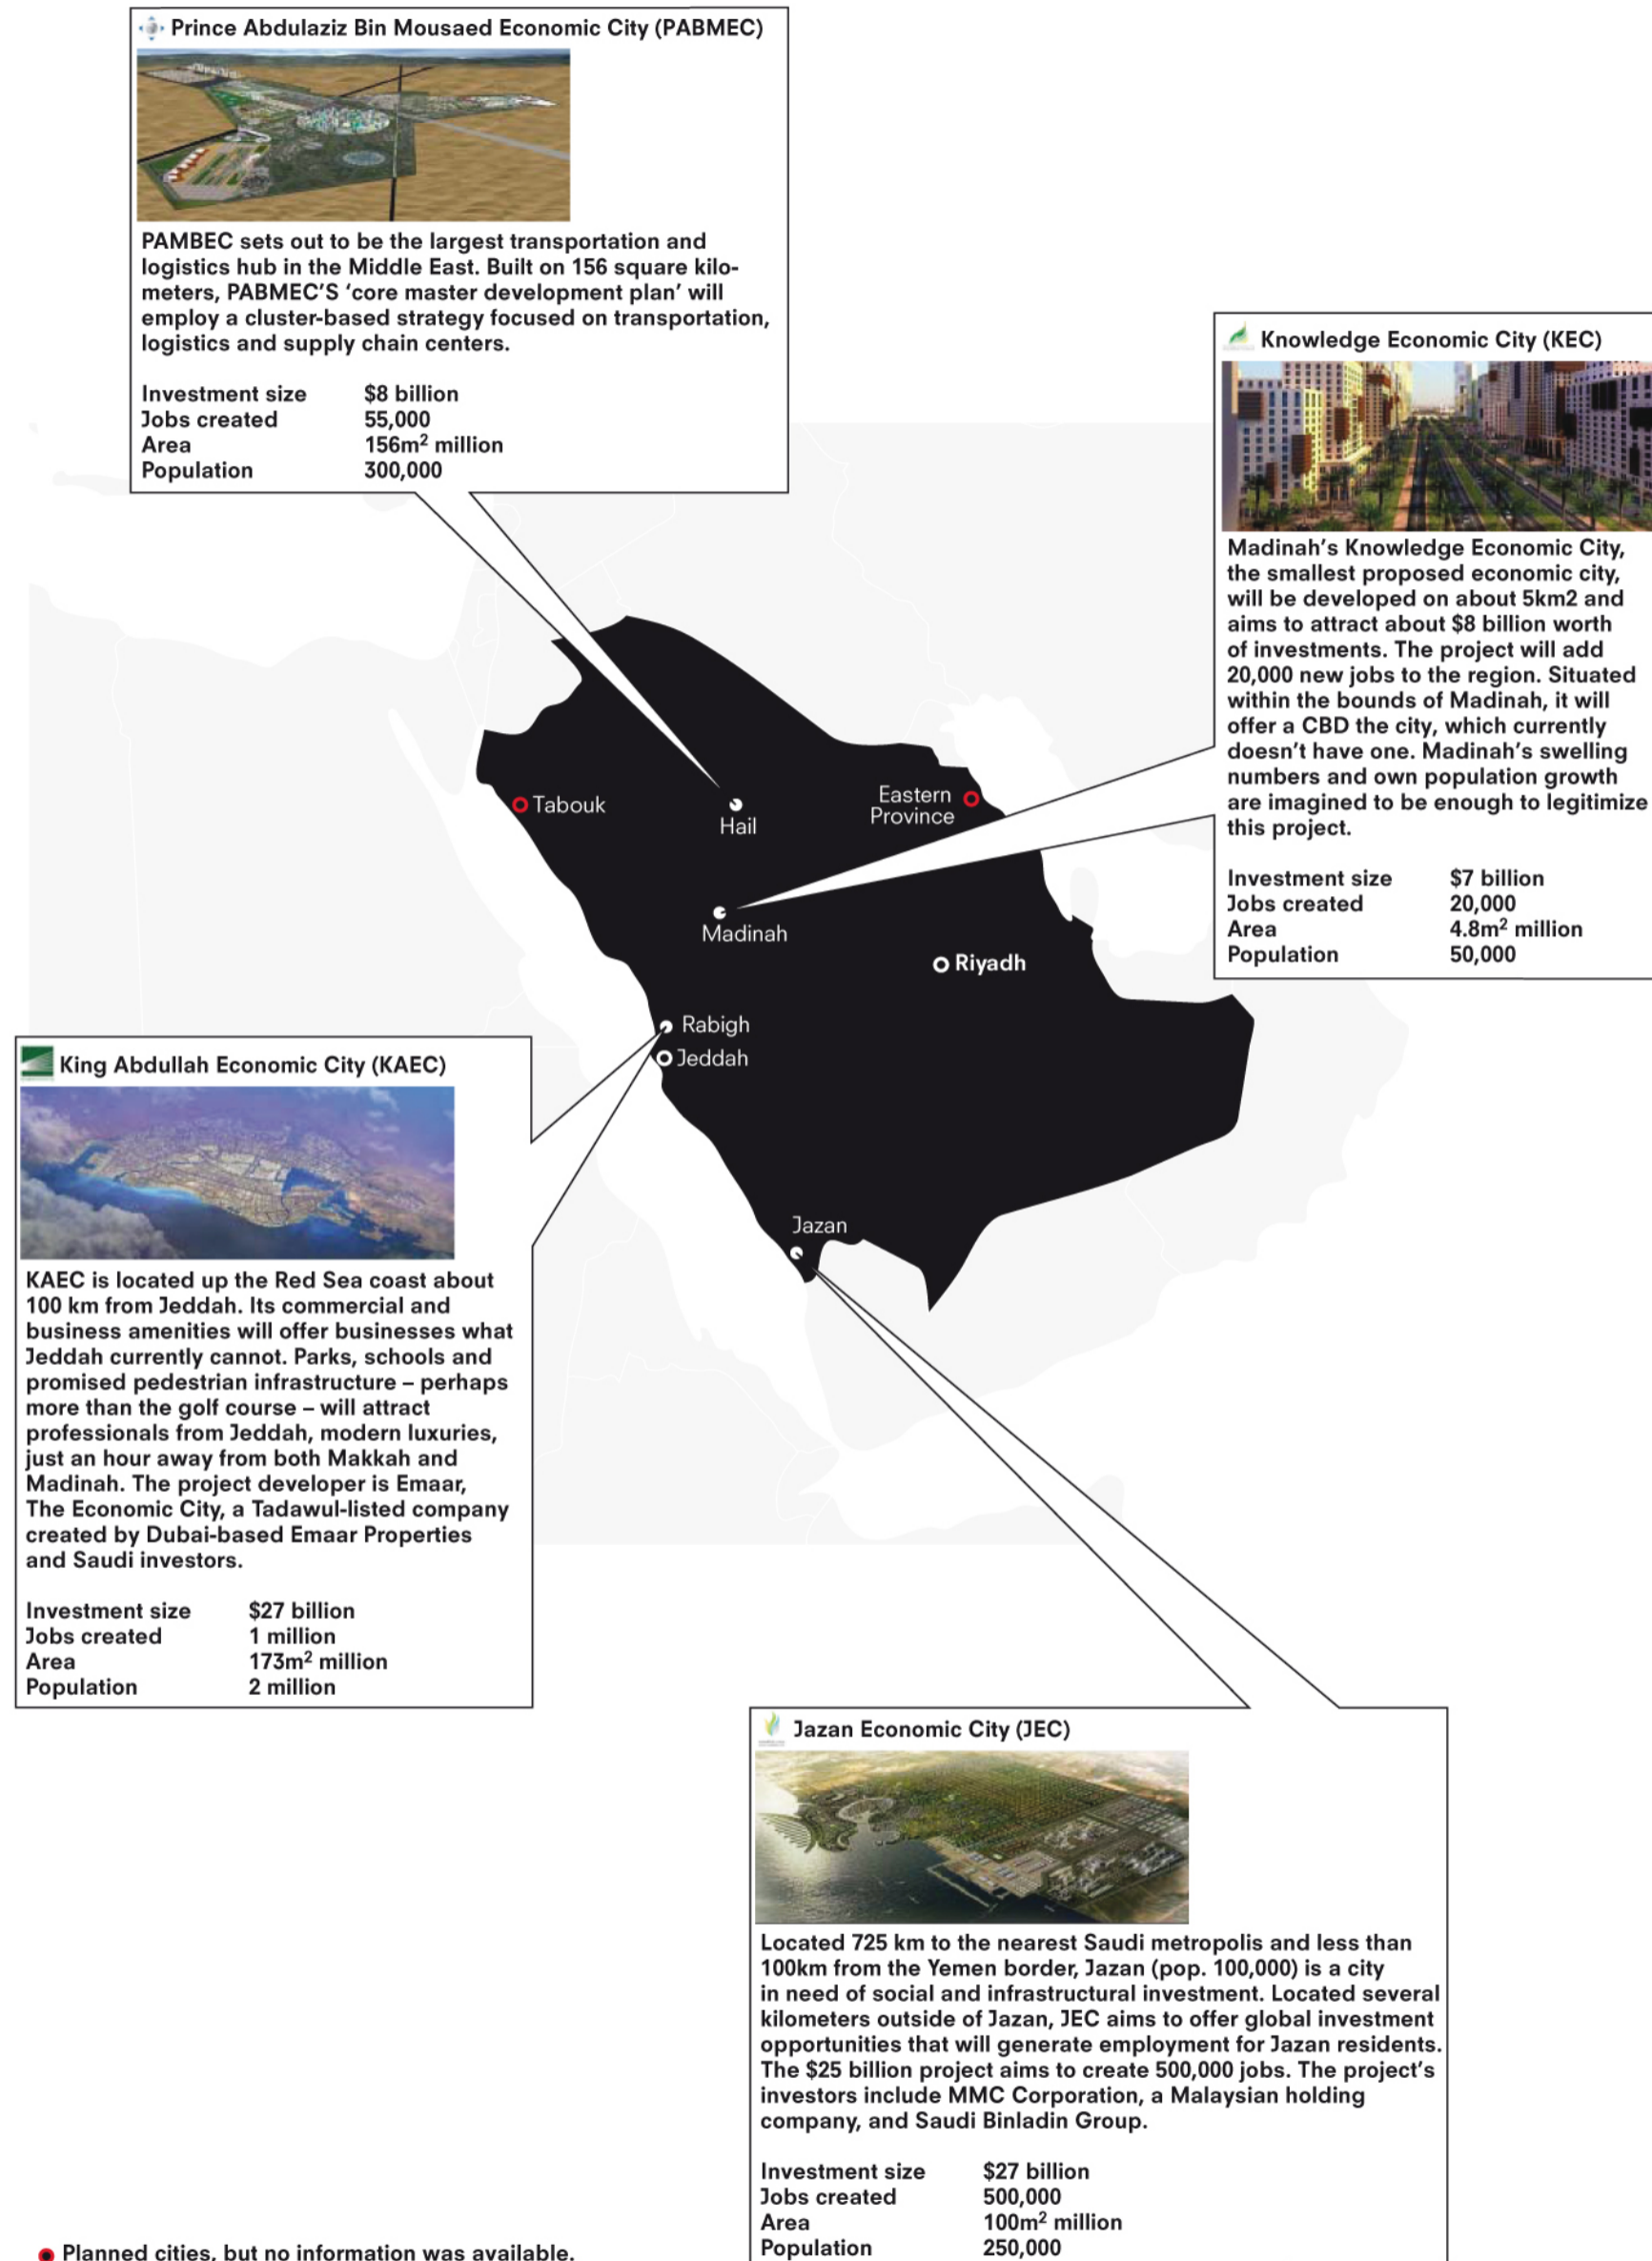 Prince Abdulaziz Bin Mousaed Economic City (PABMEC)
PAMBEC sets out to be the largest transportation and
logistics hub in the Middle East. Built on 156 square kilo-
meters, PABMEC’S ‘core master development plan’ will
employ a cluster-based strategy focused on transportation,
logistics and supply chain centers.
Investment size $8 billion
Jobs created 55,000
Area 156m² million
Population 300,000
Knowledge Economic City (KEC)
Madinah’s Knowledge Economic City,
the smallest proposed economic city,
will be developed on about 5km2 and
aims to attract about $8 billion worth
of investments. The project will add
20,000 new jobs to the region. Situated
within the bounds of Madinah, it will
offer a CBD the city, which currently
doesn’t have one. Madinah’s swelling
numbers and own population growth
are imagined to be enough to legitimize
this project.
Investment size $7 billion
Jobs created 20,000
Area 4.8m² million
Population 50,000
Tabouk
Hail
Eastern
Province
Madinah
Riyadh
Rabigh
Jeddah
Jazan
King Abdullah Economic City (KAEC)
KAEC is located up the Red Sea coast about
100 km from Jeddah. Its commercial and
business amenities will offer businesses what
Jeddah currently cannot. Parks, schools and
promised pedestrian infrastructure – perhaps
more than the golf course – will attract
professionals from Jeddah, modern luxuries,
just an hour away from both Makkah and
Madinah. The project developer is Emaar,
The Economic City, a Tadawul-listed company
created by Dubai-based Emaar Properties
and Saudi investors.
Investment size $27 billion
Jobs created 1 million
Area 173m² million
Population 2 million
Jazan Economic City (JEC)
Located 725 km to the nearest Saudi metropolis and less than
100km from the Yemen border, Jazan (pop. 100,000) is a city
in need of social and infrastructural investment. Located several
kilometers outside of Jazan, JEC aims to offer global investment
opportunities that will generate employment for Jazan residents.
The $25 billion project aims to create 500,000 jobs. The project’s
investors include MMC Corporation, a Malaysian holding
company, and Saudi Binladin Group.
Investment size $27 billion
Jobs created 500,000
Area 100m² million
Population 250,000
Planned cities, but no information was available.